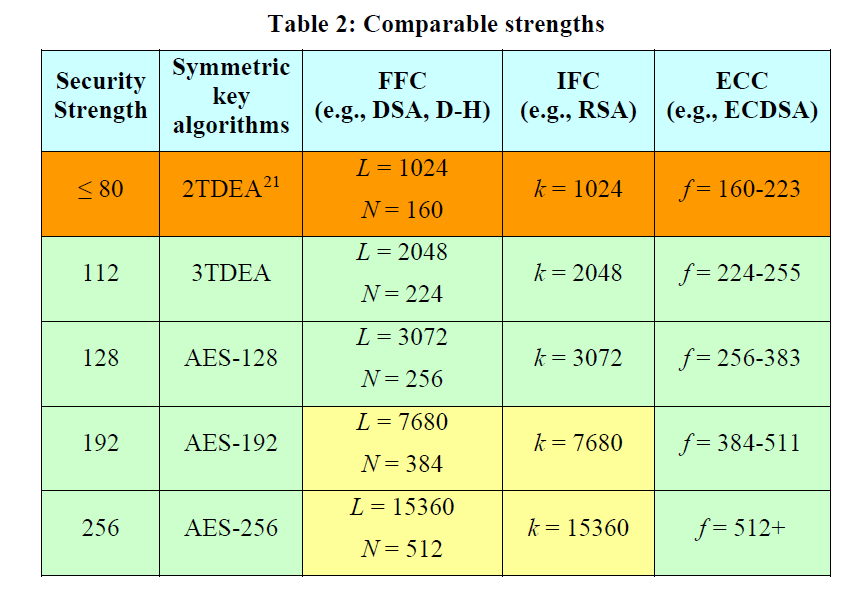 Table 2: Comparable strengths
Security Strength
Symmetric key algorithms
FFC (e.g., DSA, D-H)
IFC (e.g., RSA)
ECC (e.g., ECDSA)
≤ 80
2TDEA21
L = 1024
N = 160
k = 1024
f = 160-223
112
3TDEA
L = 2048
N = 224
k = 2048
f = 224-255
128
AES-128
L = 3072
N = 256
k = 3072
f = 256-383
192
AES-192
L = 7680
N = 384
k = 7680
f = 384-511
256
AES-256
L = 15360
N = 512
k = 15360
f = 512+